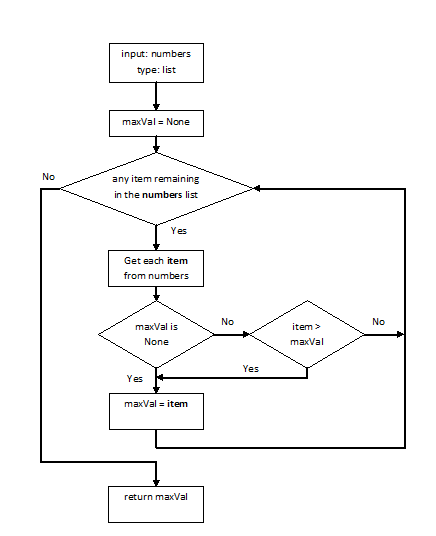 input: numbers
type: list
maxVal = None
No
any item remaining
in the numbers list
Yes
Get each item
from numbers
maxVal is
None
No
item >
maxVal
No
Yes
Yes
maxVal = item
return maxVal